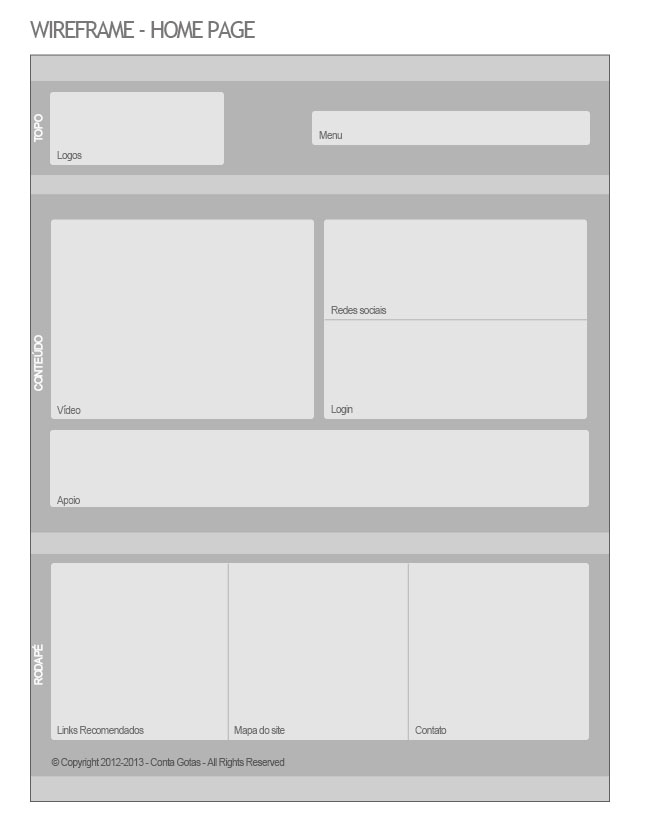 WIREFRAME - HOME PAGE
TOPO
Logos
Menu
CONTEÚDO
Vídeo
Redes sociais
Login
Apoio
RODAPÉ
Links Recomendados
Mapa do site
Contato
© Copyright 2012-2013 - Conta Gotas - All Rights Reserved